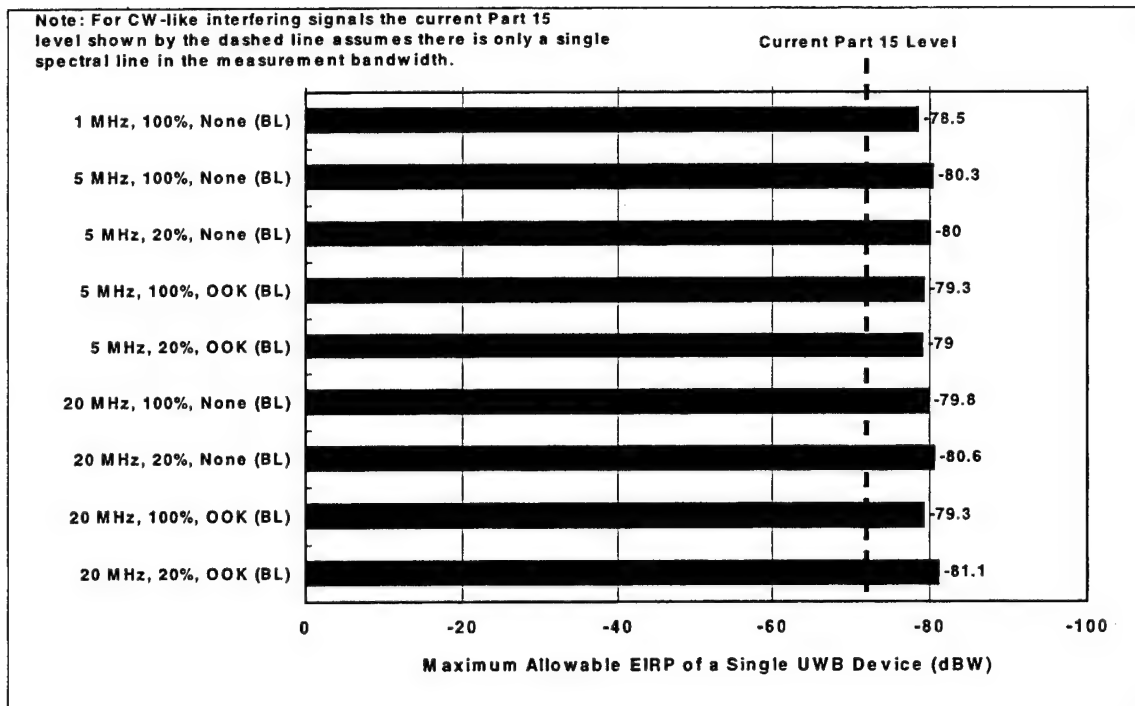 Note: For CW-like interfering signals the current Part 15
level shown by the dashed line assumes there is only a single
spectral line in the measurement bandwidth.
Current Part 15 Level
1 MHz, 100%, None (BL)
-78.5
5 MHz, 100%, None (BL)
-80.3
5 MHz, 20%, None (BL)
-80
5 MHz, 100%, OOK (BL)
-79.3
5 MHz, 20%, OOK (BL)
-79
20 MHz, 100%, None (BL)
-79.8
20 MHz, 20%, None (BL)
-80.6
20 MHz, 100%, OOK (BL)
-79.3
20 MHz, 20%, OOK (BL)
-81.1
0 -20 -40 -60 -80 -100
Maximum Allowable EIRP of a Single UWB Device (dBW)